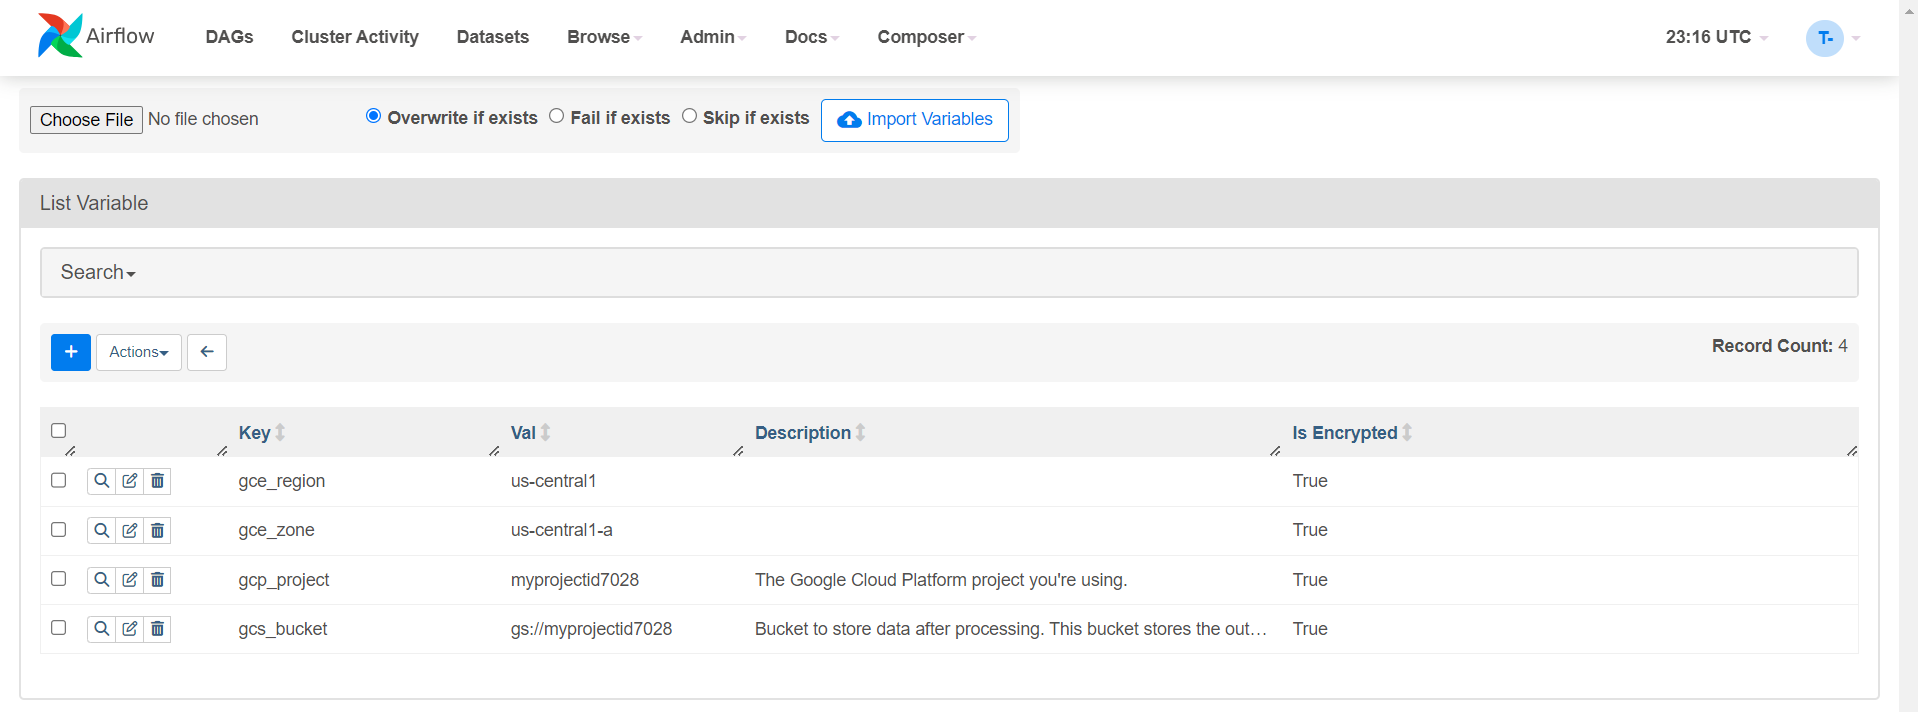 Airflow DAGs Cluster Activity Datasets Browse Admin Docs Composer 23:16 UTC T-
Choose File No file chosen Overwrite if exists Fail if exists Skip if exists Import Variables
List Variable
Search
+ Actions Record Count: 4
Key Val Description Is Encrypted
gce_region us-central1 True
gce_zone us-central1-a True
gcp_project myprojectid7028 The Google Cloud Platform project you're using. True
gcs_bucket gs://myprojectid7028 Bucket to store data after processing. This bucket stores the out… True